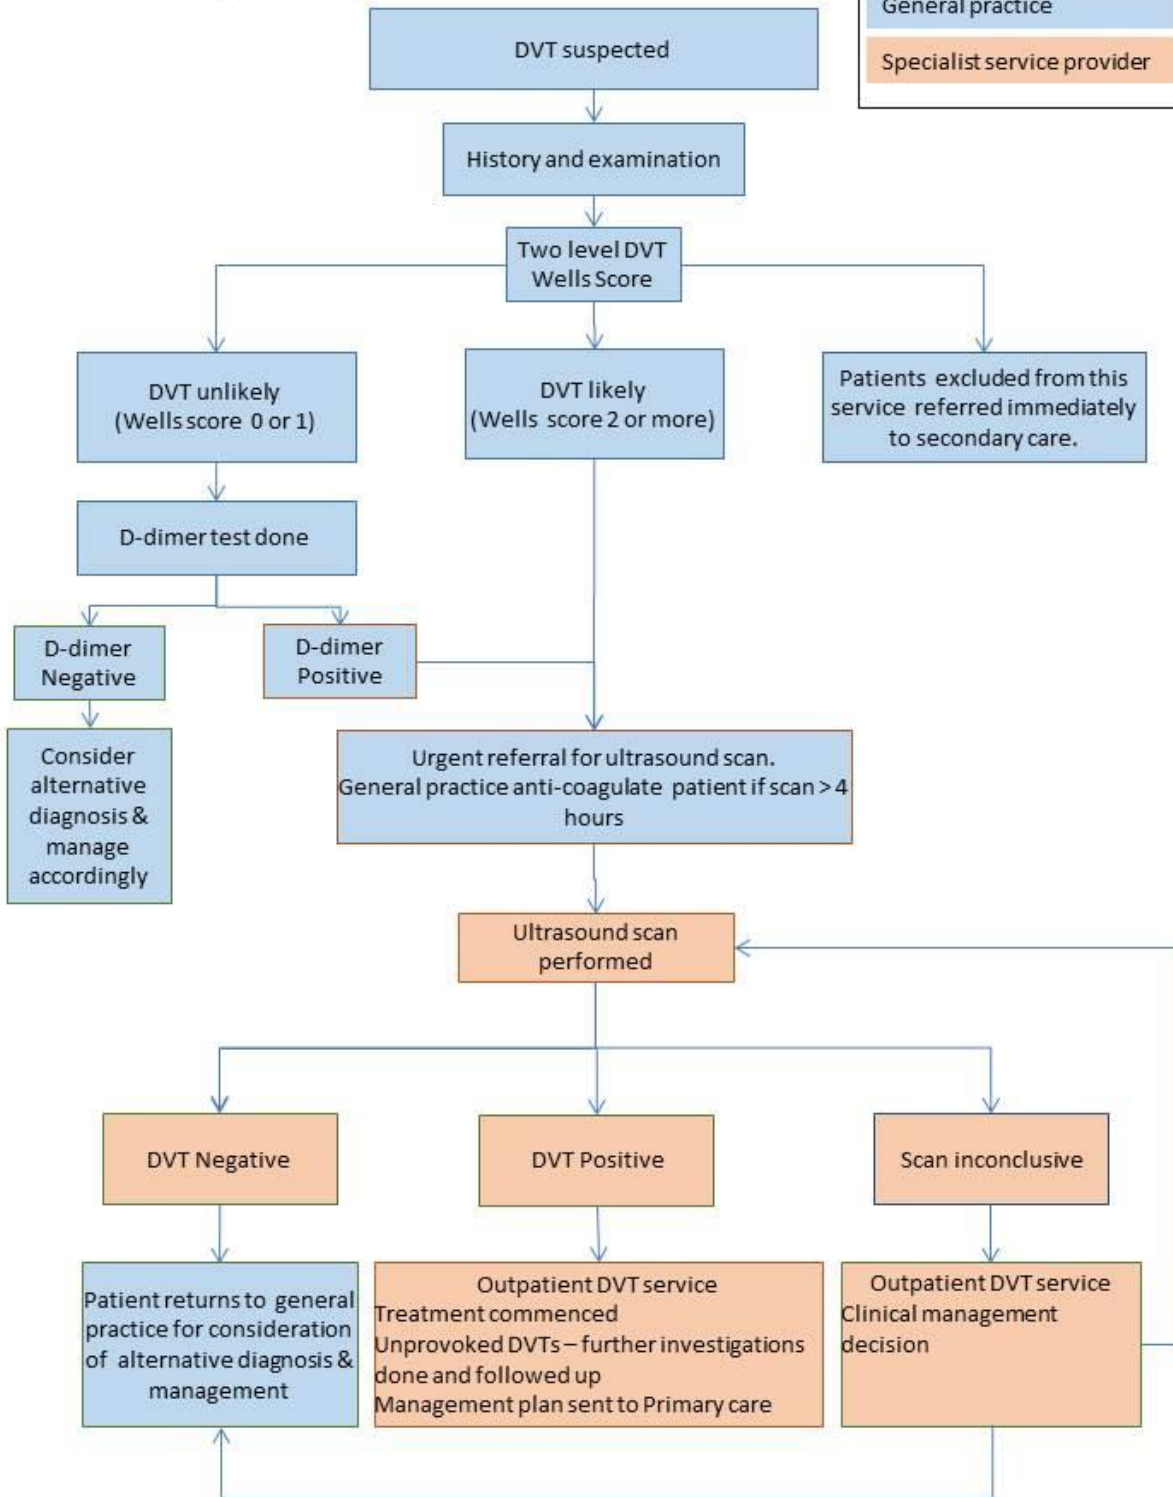 General practice
Specialist service provider
DVT suspected
History and examination
Two level DVT
Wells Score
DVT unlikely
(Wells score 0 or 1)
DVT likely
(Wells score 2 or more)
Patients excluded from this
service referred immediately
to secondary care.
D-dimer test done
D-dimer
Negative
D-dimer
Positive
Consider
alternative
diagnosis &
manage
accordingly
Urgent referral for ultrasound scan.
General practice anti-coagulate patient if scan > 4
hours
Ultrasound scan
performed
DVT Negative
DVT Positive
Scan inconclusive
Patient returns to general
practice for consideration
of alternative diagnosis &
management
Outpatient DVT service
Treatment commenced
Unprovoked DVTs – further investigations
done and followed up
Management plan sent to Primary care
Outpatient DVT service
Clinical management
decision